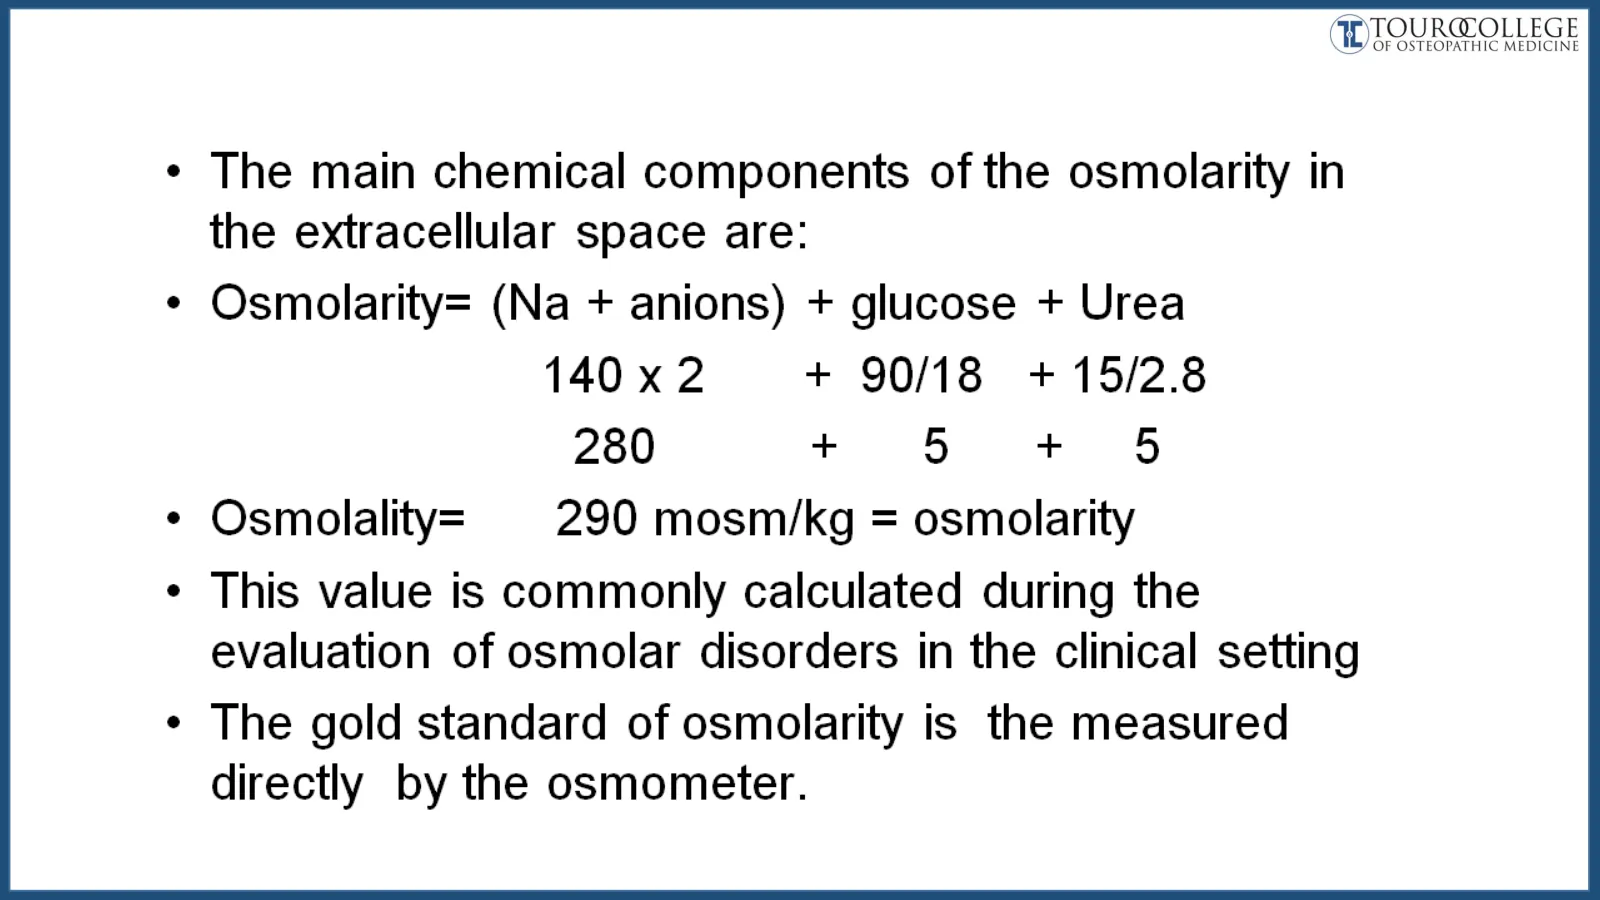 TOUROCOLLEGE
OF OSTEOPATHIC MEDICINE
• The main chemical components of the osmolarity in
the extracellular space are:
• Osmolarity= (Na + anions) + glucose + Urea
140 x 2 + 90/18 + 15/2.8
280 + 5 + 5
• Osmolality= 290 mosm/kg = osmolarity
• This value is commonly calculated during the
evaluation of osmolar disorders in the clinical setting
• The gold standard of osmolarity is the measured
directly by the osmometer.